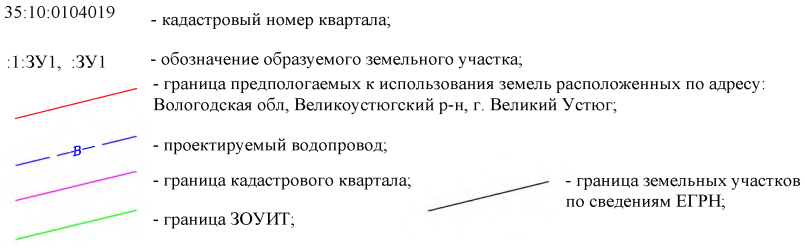 35:10:0104019 - кадастровый номер квартала;
:1:ЗУ1, :ЗУ1 - обозначение образуемого земельного участка;
- граница предпологаемых к использования земель расположенных по адресу:
Вологодская обл, Великоустюгский р-н, г. Великий Устюг;
В - проектируемый водопровод;
- граница кадастрового квартала;
- граница ЗОУИТ;
- граница земельных участков
по сведениям ЕГРН;